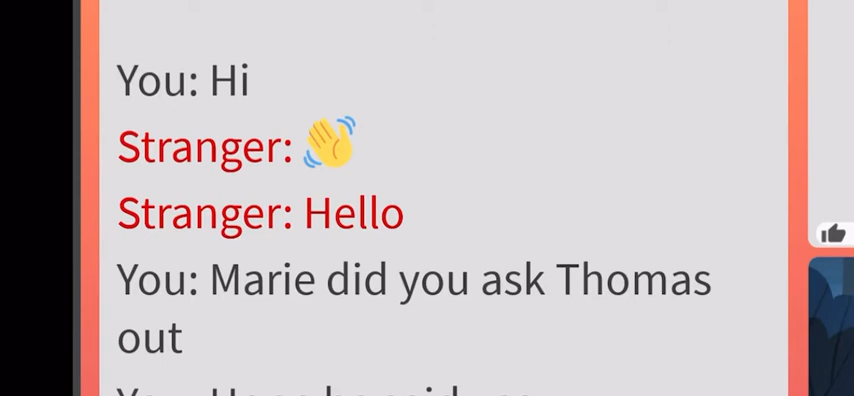 You: Hi
Stranger: 👋
Stranger: Hello
You: Marie did you ask Thomas
out